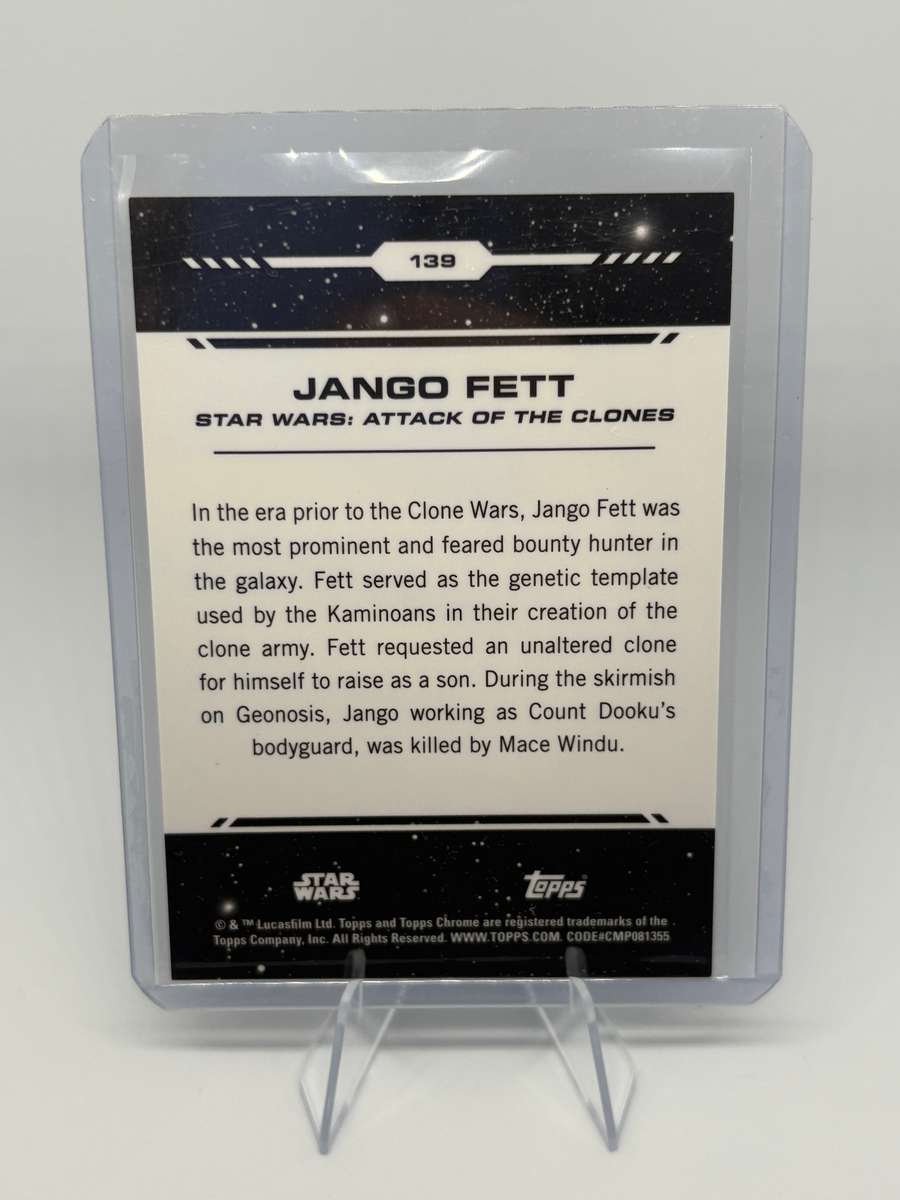 139
JANGO FETT
STAR WARS: ATTACK OF THE CLONES
In the era prior to the Clone Wars, Jango Fett was
the most prominent and feared bounty hunter in
the galaxy. Fett served as the genetic template
used by the Kaminoans in their creation of the
clone army. Fett requested an unaltered clone
for himself to raise as a son. During the skirmish
on Geonosis, Jango working as Count Dooku's
bodyguard, was killed by Mace Windu.
STAR
WARS
Topps
© & ™ Lucasfilm Ltd. Topps and Topps Chrome are registered trademarks of the
Topps Company, Inc. All Rights Reserved. WWW.TOPPS.COM. CODE#CMP081355